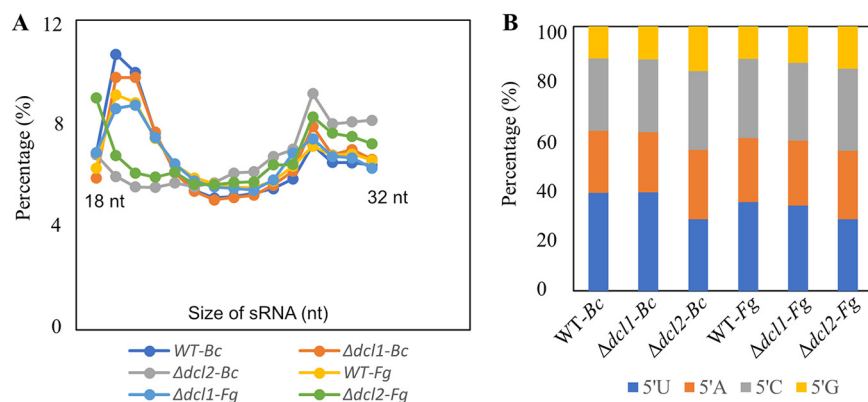 A
12
8
4
0
Percentage (%)
18 nt
32 nt
Size of sRNA (nt)
WT-Bc
Δdcl1-Bc
Δdcl2-Bc
WT-Fg
Δdcl1-Fg
Δdcl2-Fg
B
100
80
60
40
20
0
Percentage (%)
WT-Bc
Δdcl1-Bc
Δdcl2-Bc
WT-Fg
Δdcl1-Fg
Δdcl2-Fg
5'U 5'A 5'C 5'G